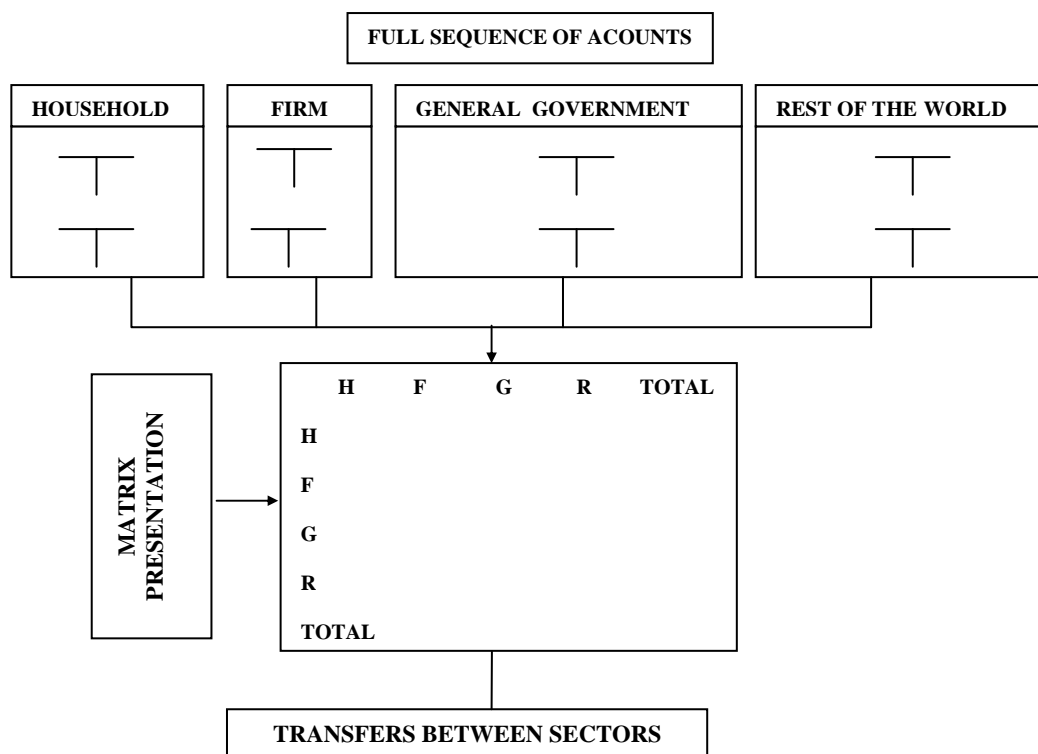 FULL SEQUENCE OF ACOUNTS
HOUSEHOLD
FIRM
GENERAL GOVERNMENT
REST OF THE WORLD
H F G R TOTAL
H
F
G
R
TOTAL
MATRIX
PRESENTATION
TRANSFERS BETWEEN SECTORS